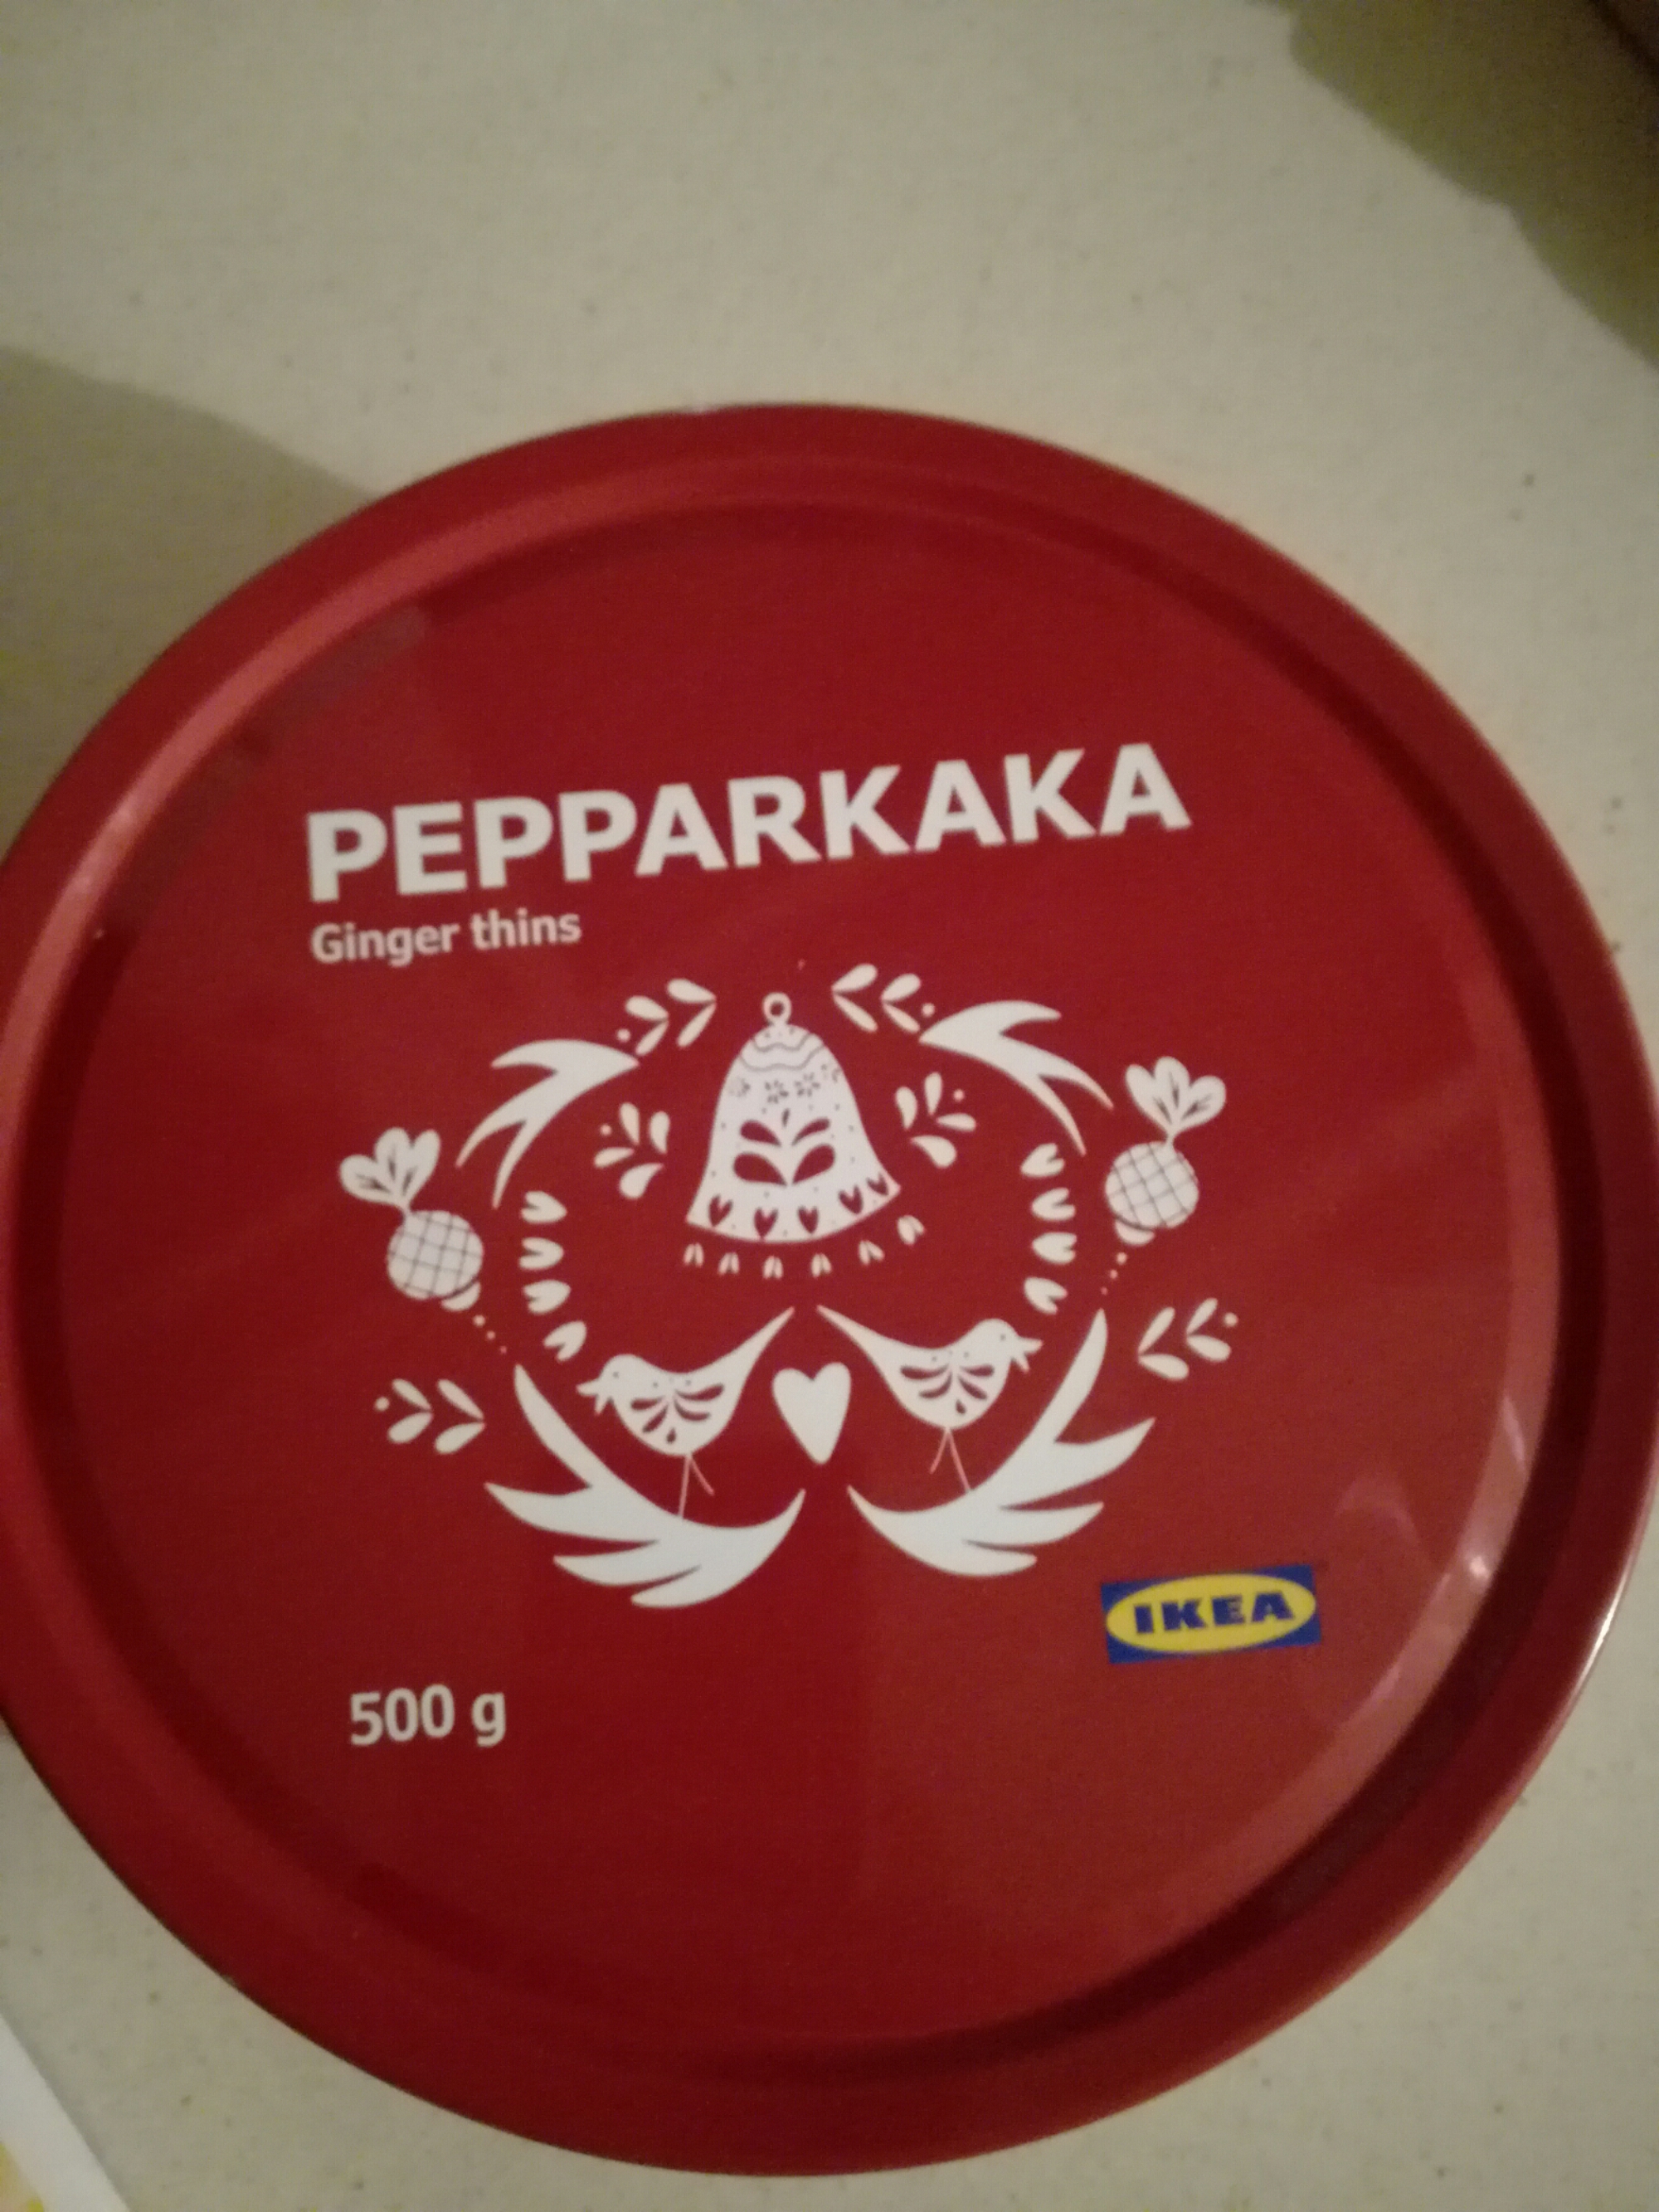 PEPPARKAKA
Ginger thins
IKEA
500 g